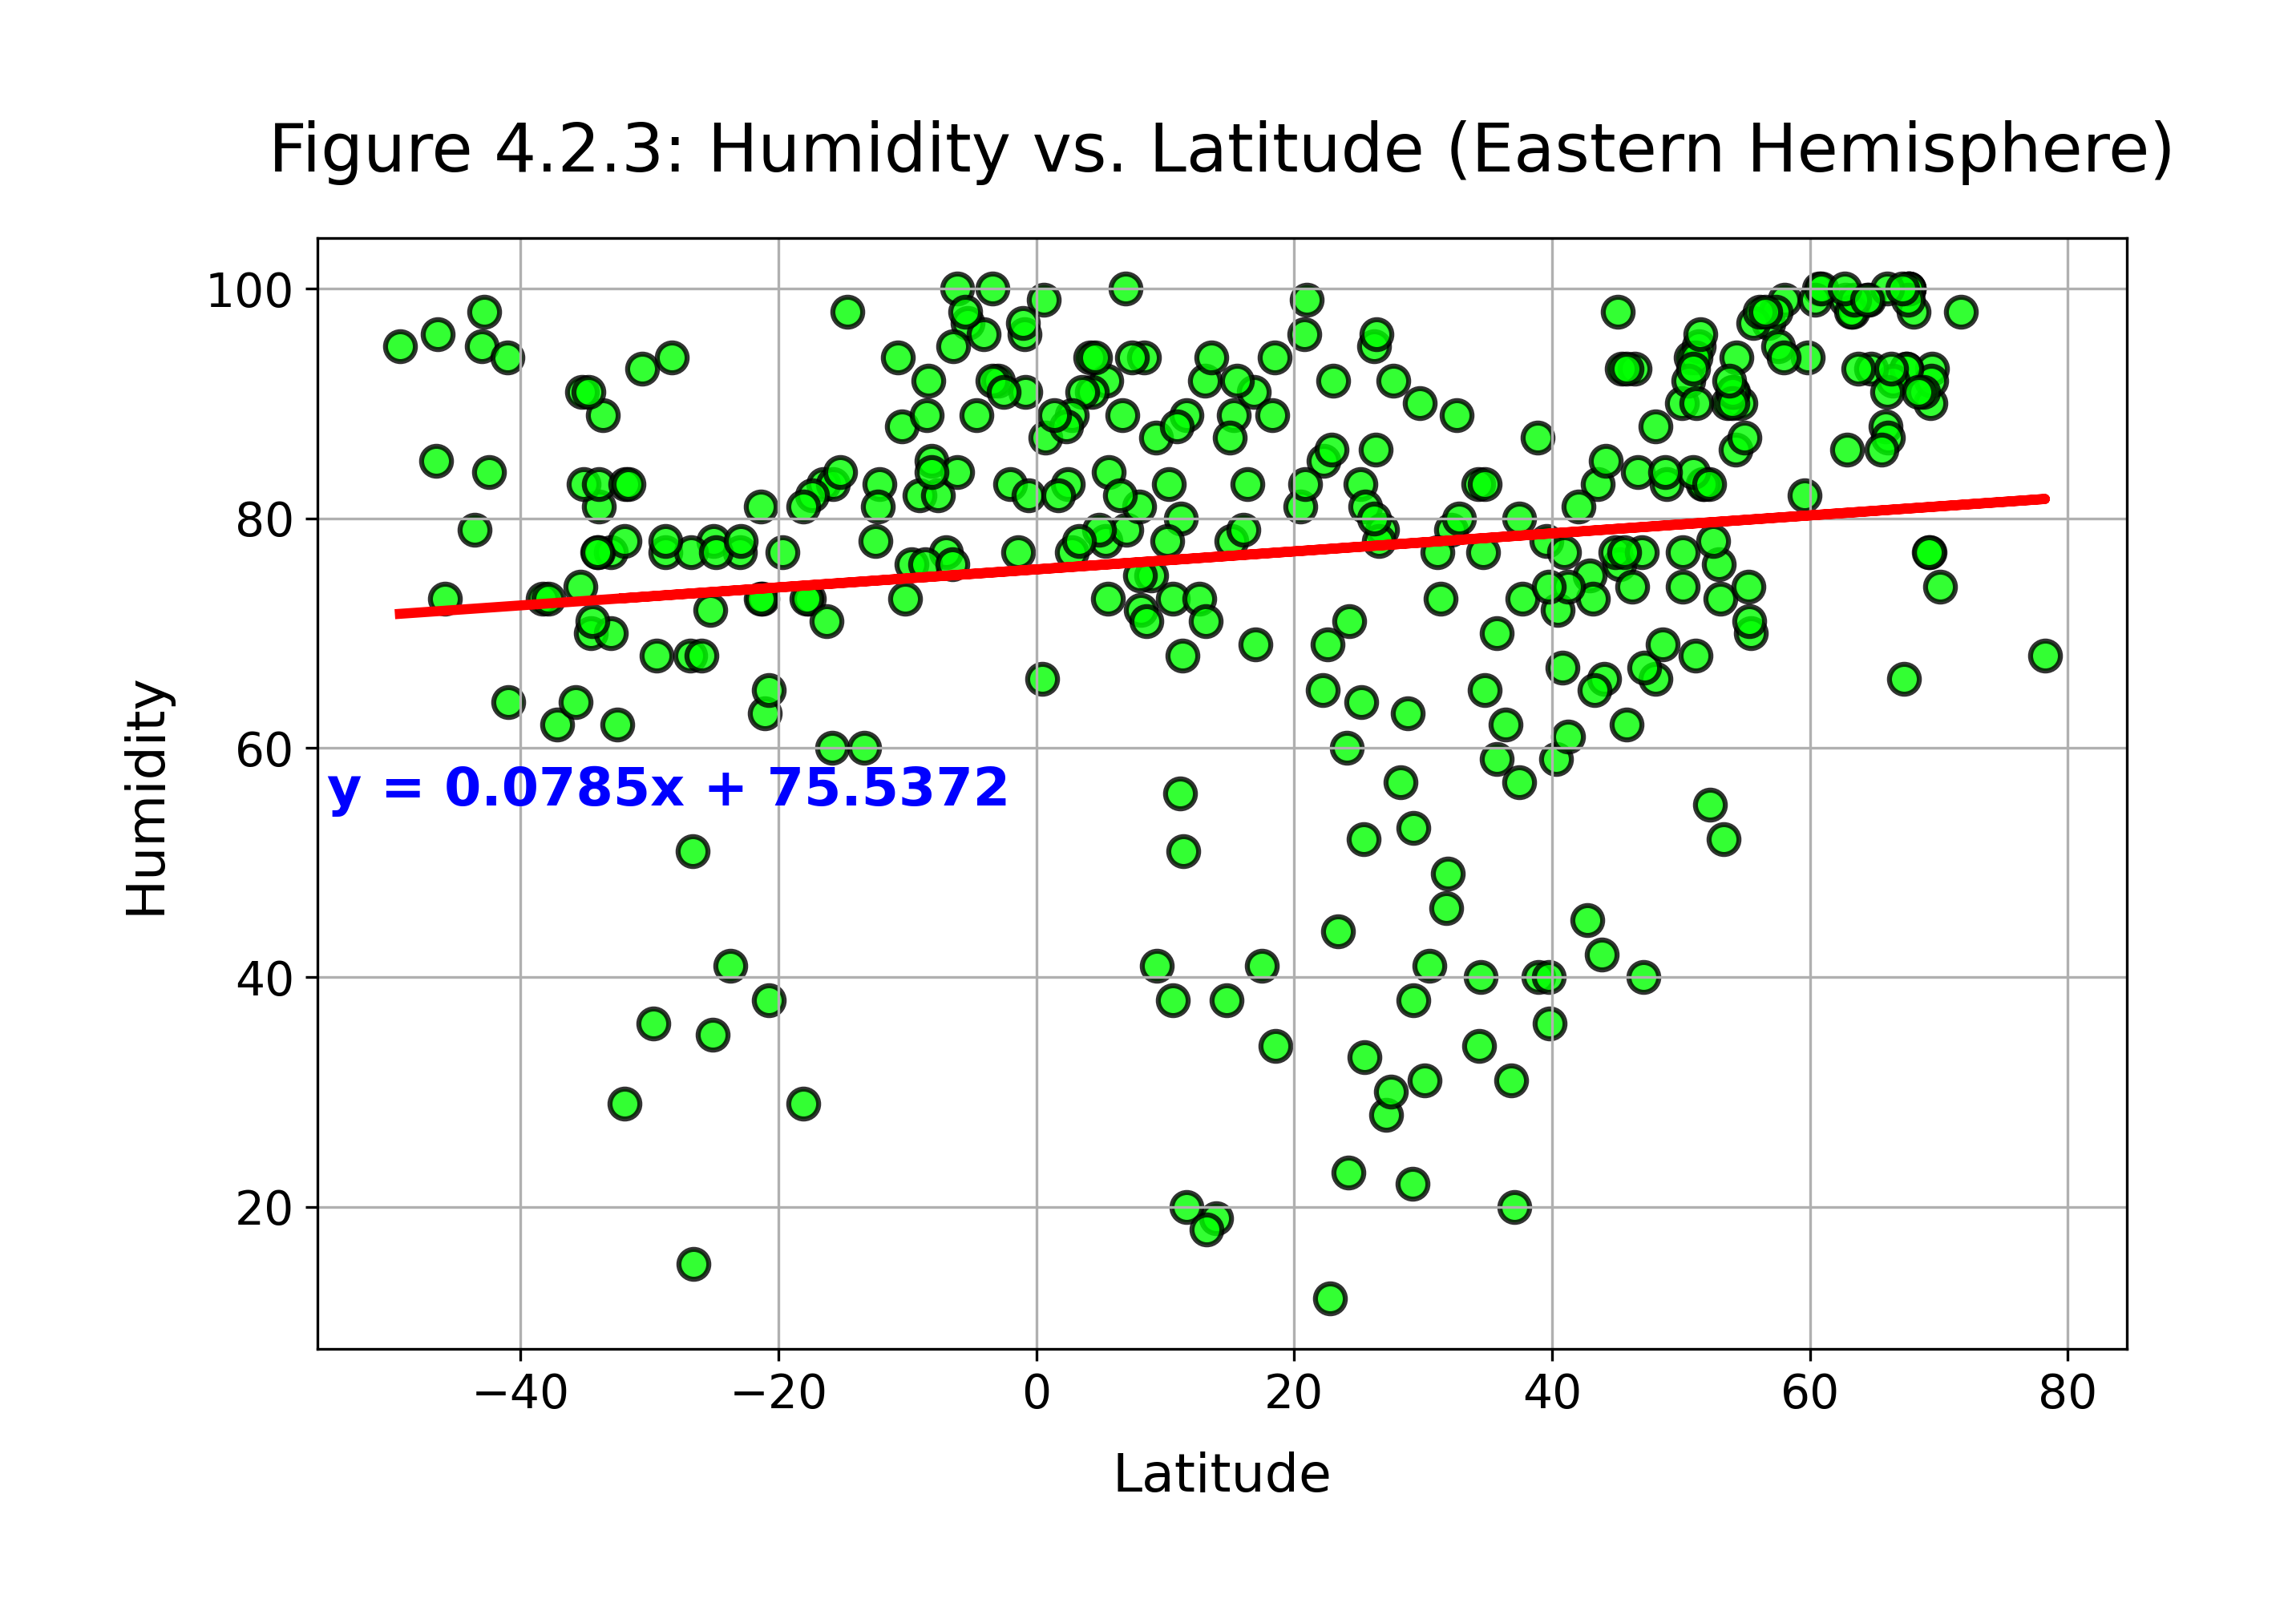 Figure 4.2.3: Humidity vs. Latitude (Eastern Hemisphere)
100
80
60
40
20
Humidity
y = 0.0785x + 75.5372
−40 −20 0 20 40 60 80
Latitude